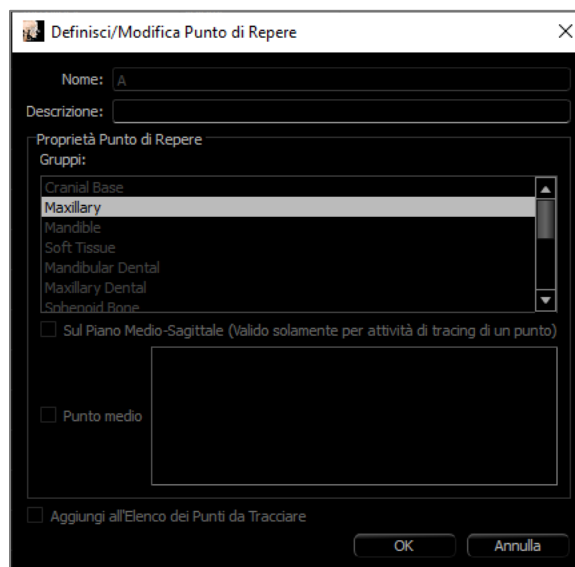 Definisci/Modifica Punto di Repere
Nome: A
Descrizione:
Proprietà Punto di Repere
Gruppi:
Cranial Base
Maxillary
Mandible
Soft Tissue
Mandibular Dental
Maxillary Dental
Sphenoid Bone
Sul Piano Medio-Sagittale (Valido solamente per attività di tracing di un punto)
Punto medio
Aggiungi all'Elenco dei Punti da Tracciare
OK Annulla